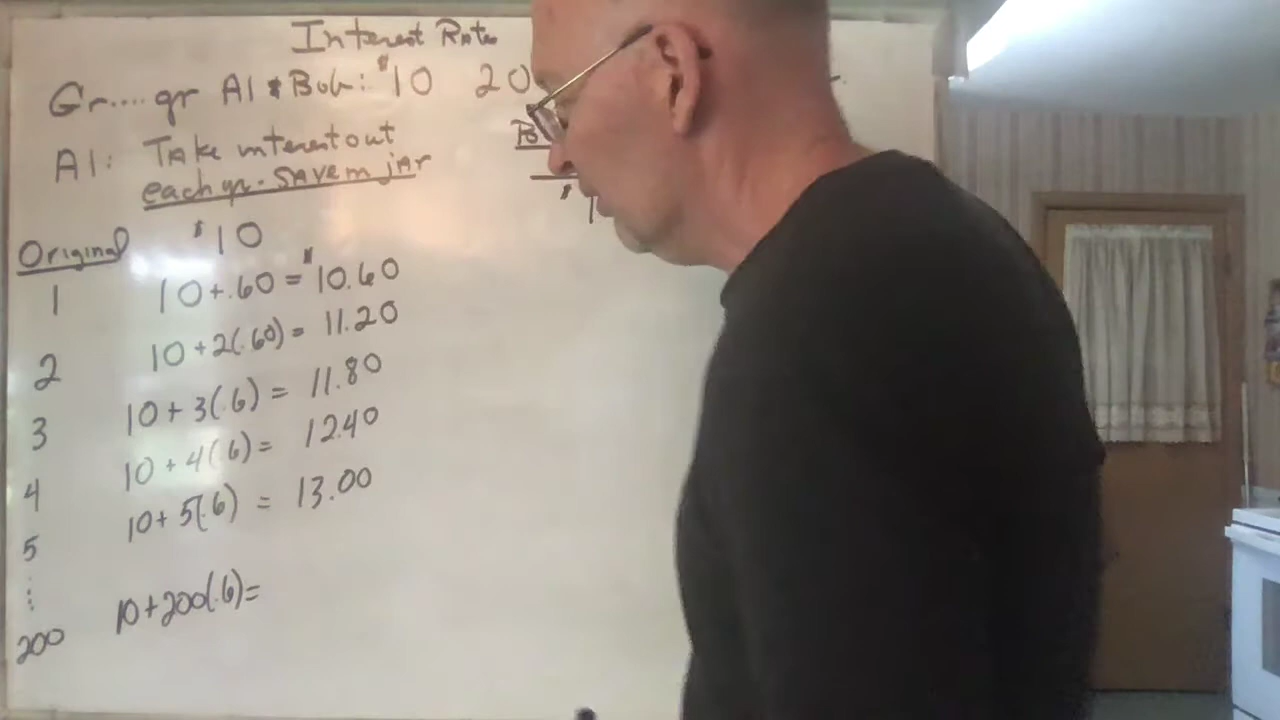 Interest Rates
Gr.... gr Al & Bob: $10 20
Al: Take interest out
each yr. Save in jar
B
Original $10
1 10+.60 = $10.60
2 10+2(.60) = 11.20
3 10+3(.6) = 11.80
4 10+4(.6) = 12.40
5 10+5(.6) = 13.00
⋮
200 10+200(.6)=